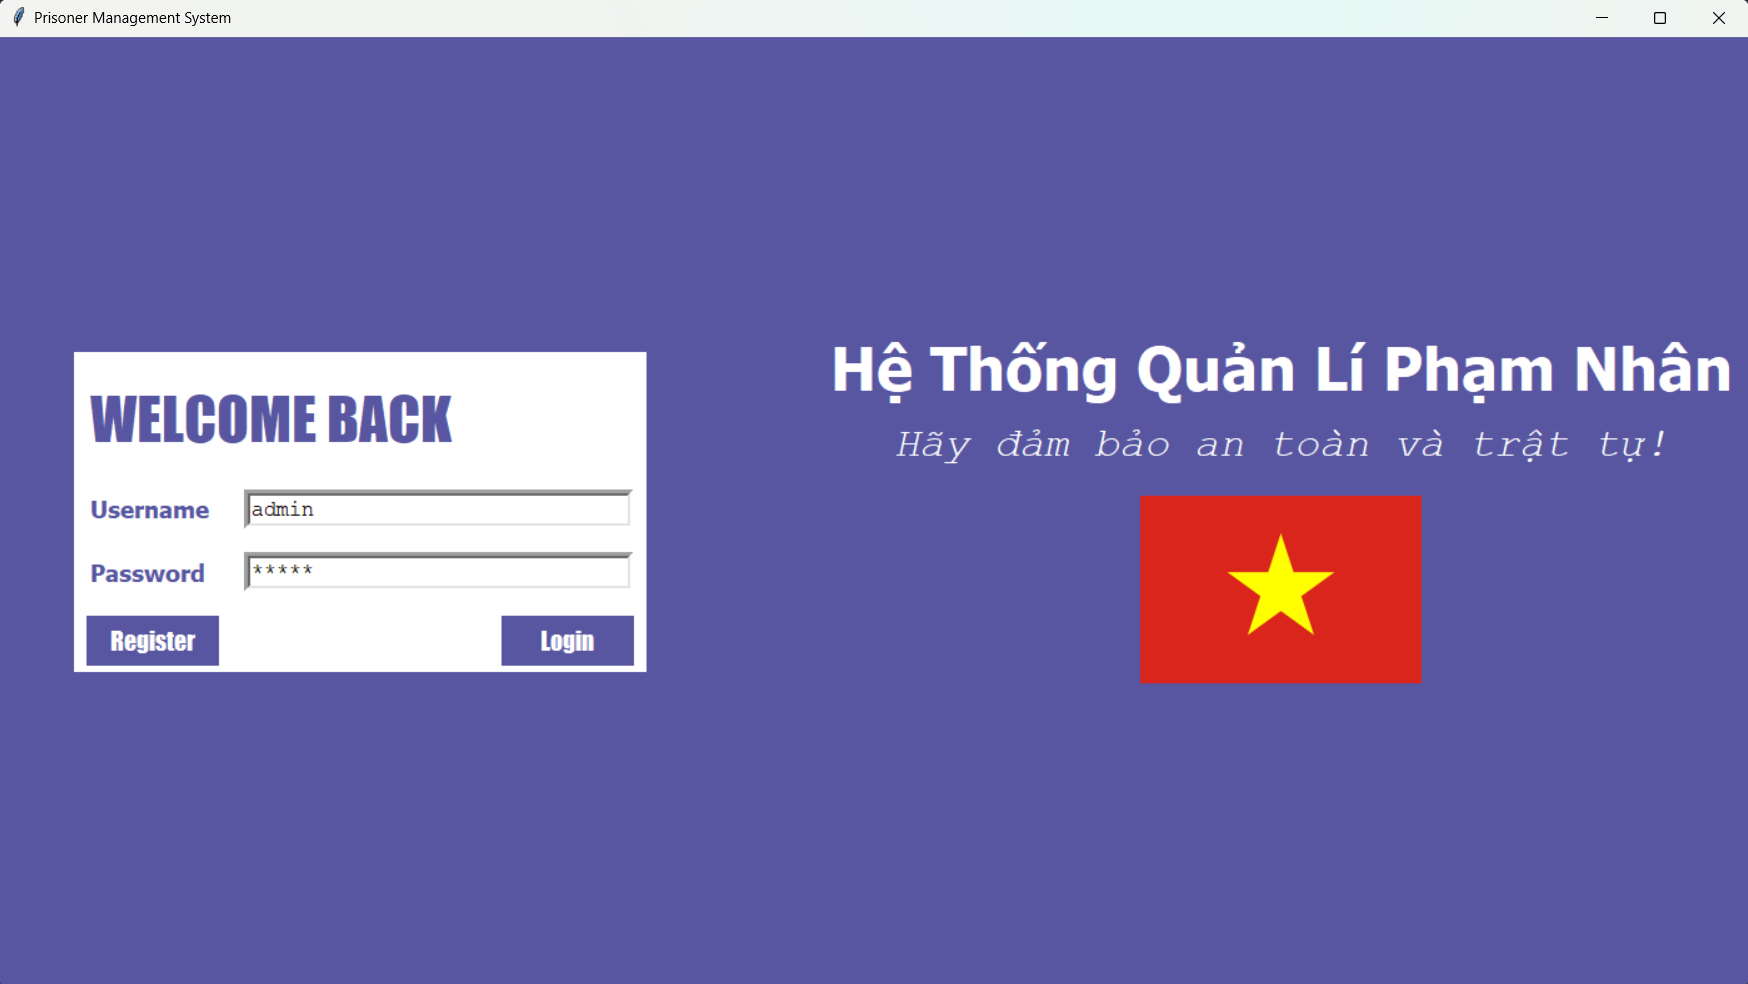 Prisoner Management System
WELCOME BACK
Username
admin
Password
*****
Register
Login
Hệ Thống Quản Lí Phạm Nhân
Hãy đảm bảo an toàn và trật tự!